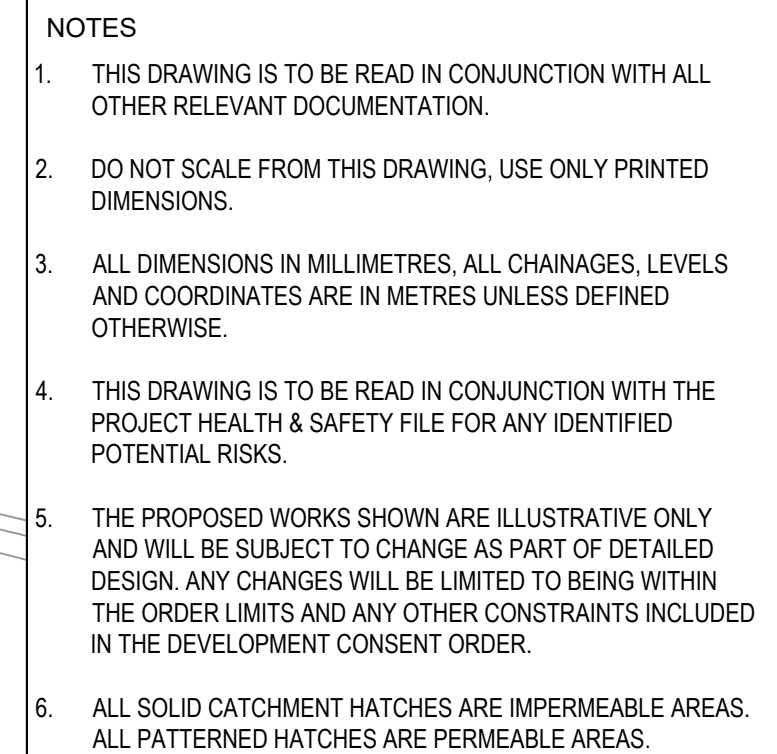 NOTES
1. THIS DRAWING IS TO BE READ IN CONJUNCTION WITH ALL
OTHER RELEVANT DOCUMENTATION.
2. DO NOT SCALE FROM THIS DRAWING, USE ONLY PRINTED
DIMENSIONS.
3. ALL DIMENSIONS IN MILLIMETRES, ALL CHAINAGES, LEVELS
AND COORDINATES ARE IN METRES UNLESS DEFINED
OTHERWISE.
4. THIS DRAWING IS TO BE READ IN CONJUNCTION WITH THE
PROJECT HEALTH & SAFETY FILE FOR ANY IDENTIFIED
POTENTIAL RISKS.
5. THE PROPOSED WORKS SHOWN ARE ILLUSTRATIVE ONLY
AND WILL BE SUBJECT TO CHANGE AS PART OF DETAILED
DESIGN. ANY CHANGES WILL BE LIMITED TO BEING WITHIN
THE ORDER LIMITS AND ANY OTHER CONSTRAINTS INCLUDED
IN THE DEVELOPMENT CONSENT ORDER.
6. ALL SOLID CATCHMENT HATCHES ARE IMPERMEABLE AREAS.
ALL PATTERNED HATCHES ARE PERMEABLE AREAS.